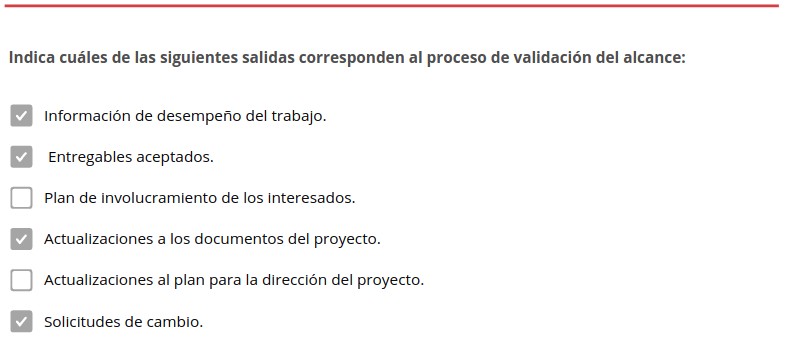 Indica cuáles de las siguientes salidas corresponden al proceso de validación del alcance:
Información de desempeño del trabajo.
Entregables aceptados.
Plan de involucramiento de los interesados.
Actualizaciones a los documentos del proyecto.
Actualizaciones al plan para la dirección del proyecto.
Solicitudes de cambio.